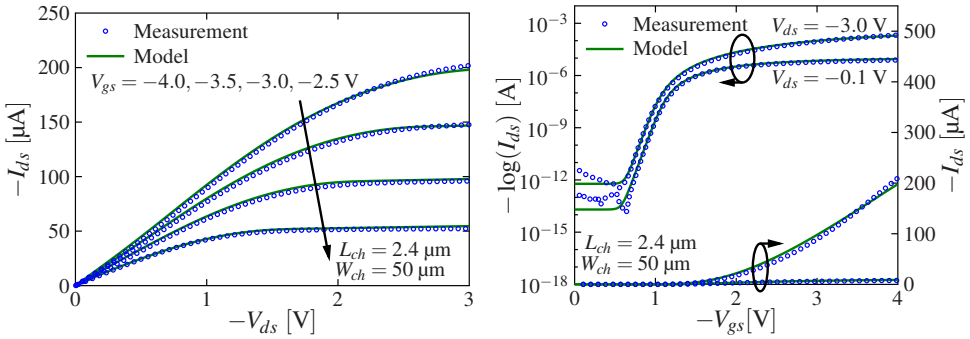 250
200
150
100
50
0
−I_ds [µA]
Measurement
Model
V_gs = −4.0, −3.5, −3.0, −2.5 V
L_ch = 2.4 µm
W_ch = 50 µm
0 1 2 3
−V_ds [V]
10^−3
10^−6
10^−9
10^−12
10^−15
10^−18
−log(I_ds) [A]
Measurement
Model
V_ds = −3.0 V
V_ds = −0.1 V
L_ch = 2.4 µm
W_ch = 50 µm
500
400
300
200
100
0
−I_ds [µA]
0 1 2 3 4
−V_gs[V]